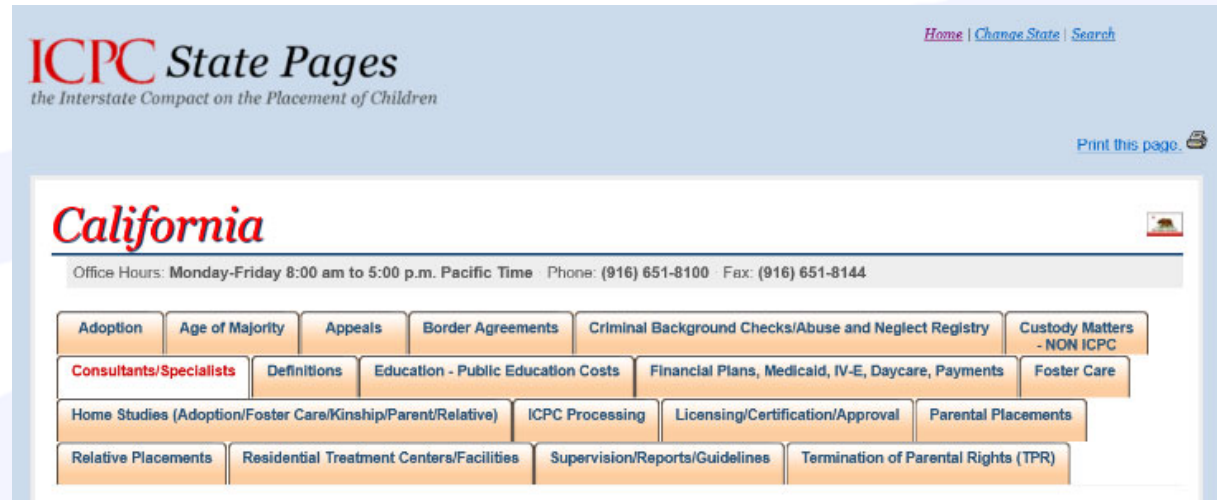 Home | Change State | Search
ICPC State Pages
the Interstate Compact on the Placement of Children
Print this page.
California
Office Hours: Monday-Friday 8:00 am to 5:00 p.m. Pacific Time · Phone: (916) 651-8100 · Fax: (916) 651-8144
Adoption Age of Majority Appeals Border Agreements Criminal Background Checks/Abuse and Neglect Registry Custody Matters
- NON ICPC
Consultants/Specialists Definitions Education - Public Education Costs Financial Plans, Medicaid, IV-E, Daycare, Payments Foster Care
Home Studies (Adoption/Foster Care/Kinship/Parent/Relative) ICPC Processing Licensing/Certification/Approval Parental Placements
Relative Placements Residential Treatment Centers/Facilities Supervision/Reports/Guidelines Termination of Parental Rights (TPR)